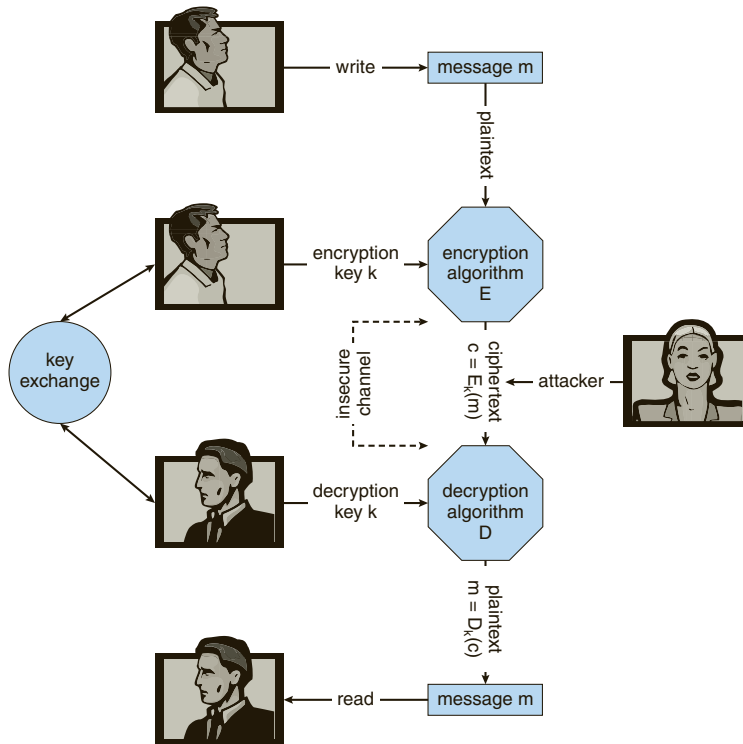 write
message m
plaintext
encryption
key k
encryption
algorithm
E
key
exchange
insecure
channel
ciphertext
c = Eₖ(m)
attacker
decryption
key k
decryption
algorithm
D
plaintext
m = Dₖ(c)
read
message m